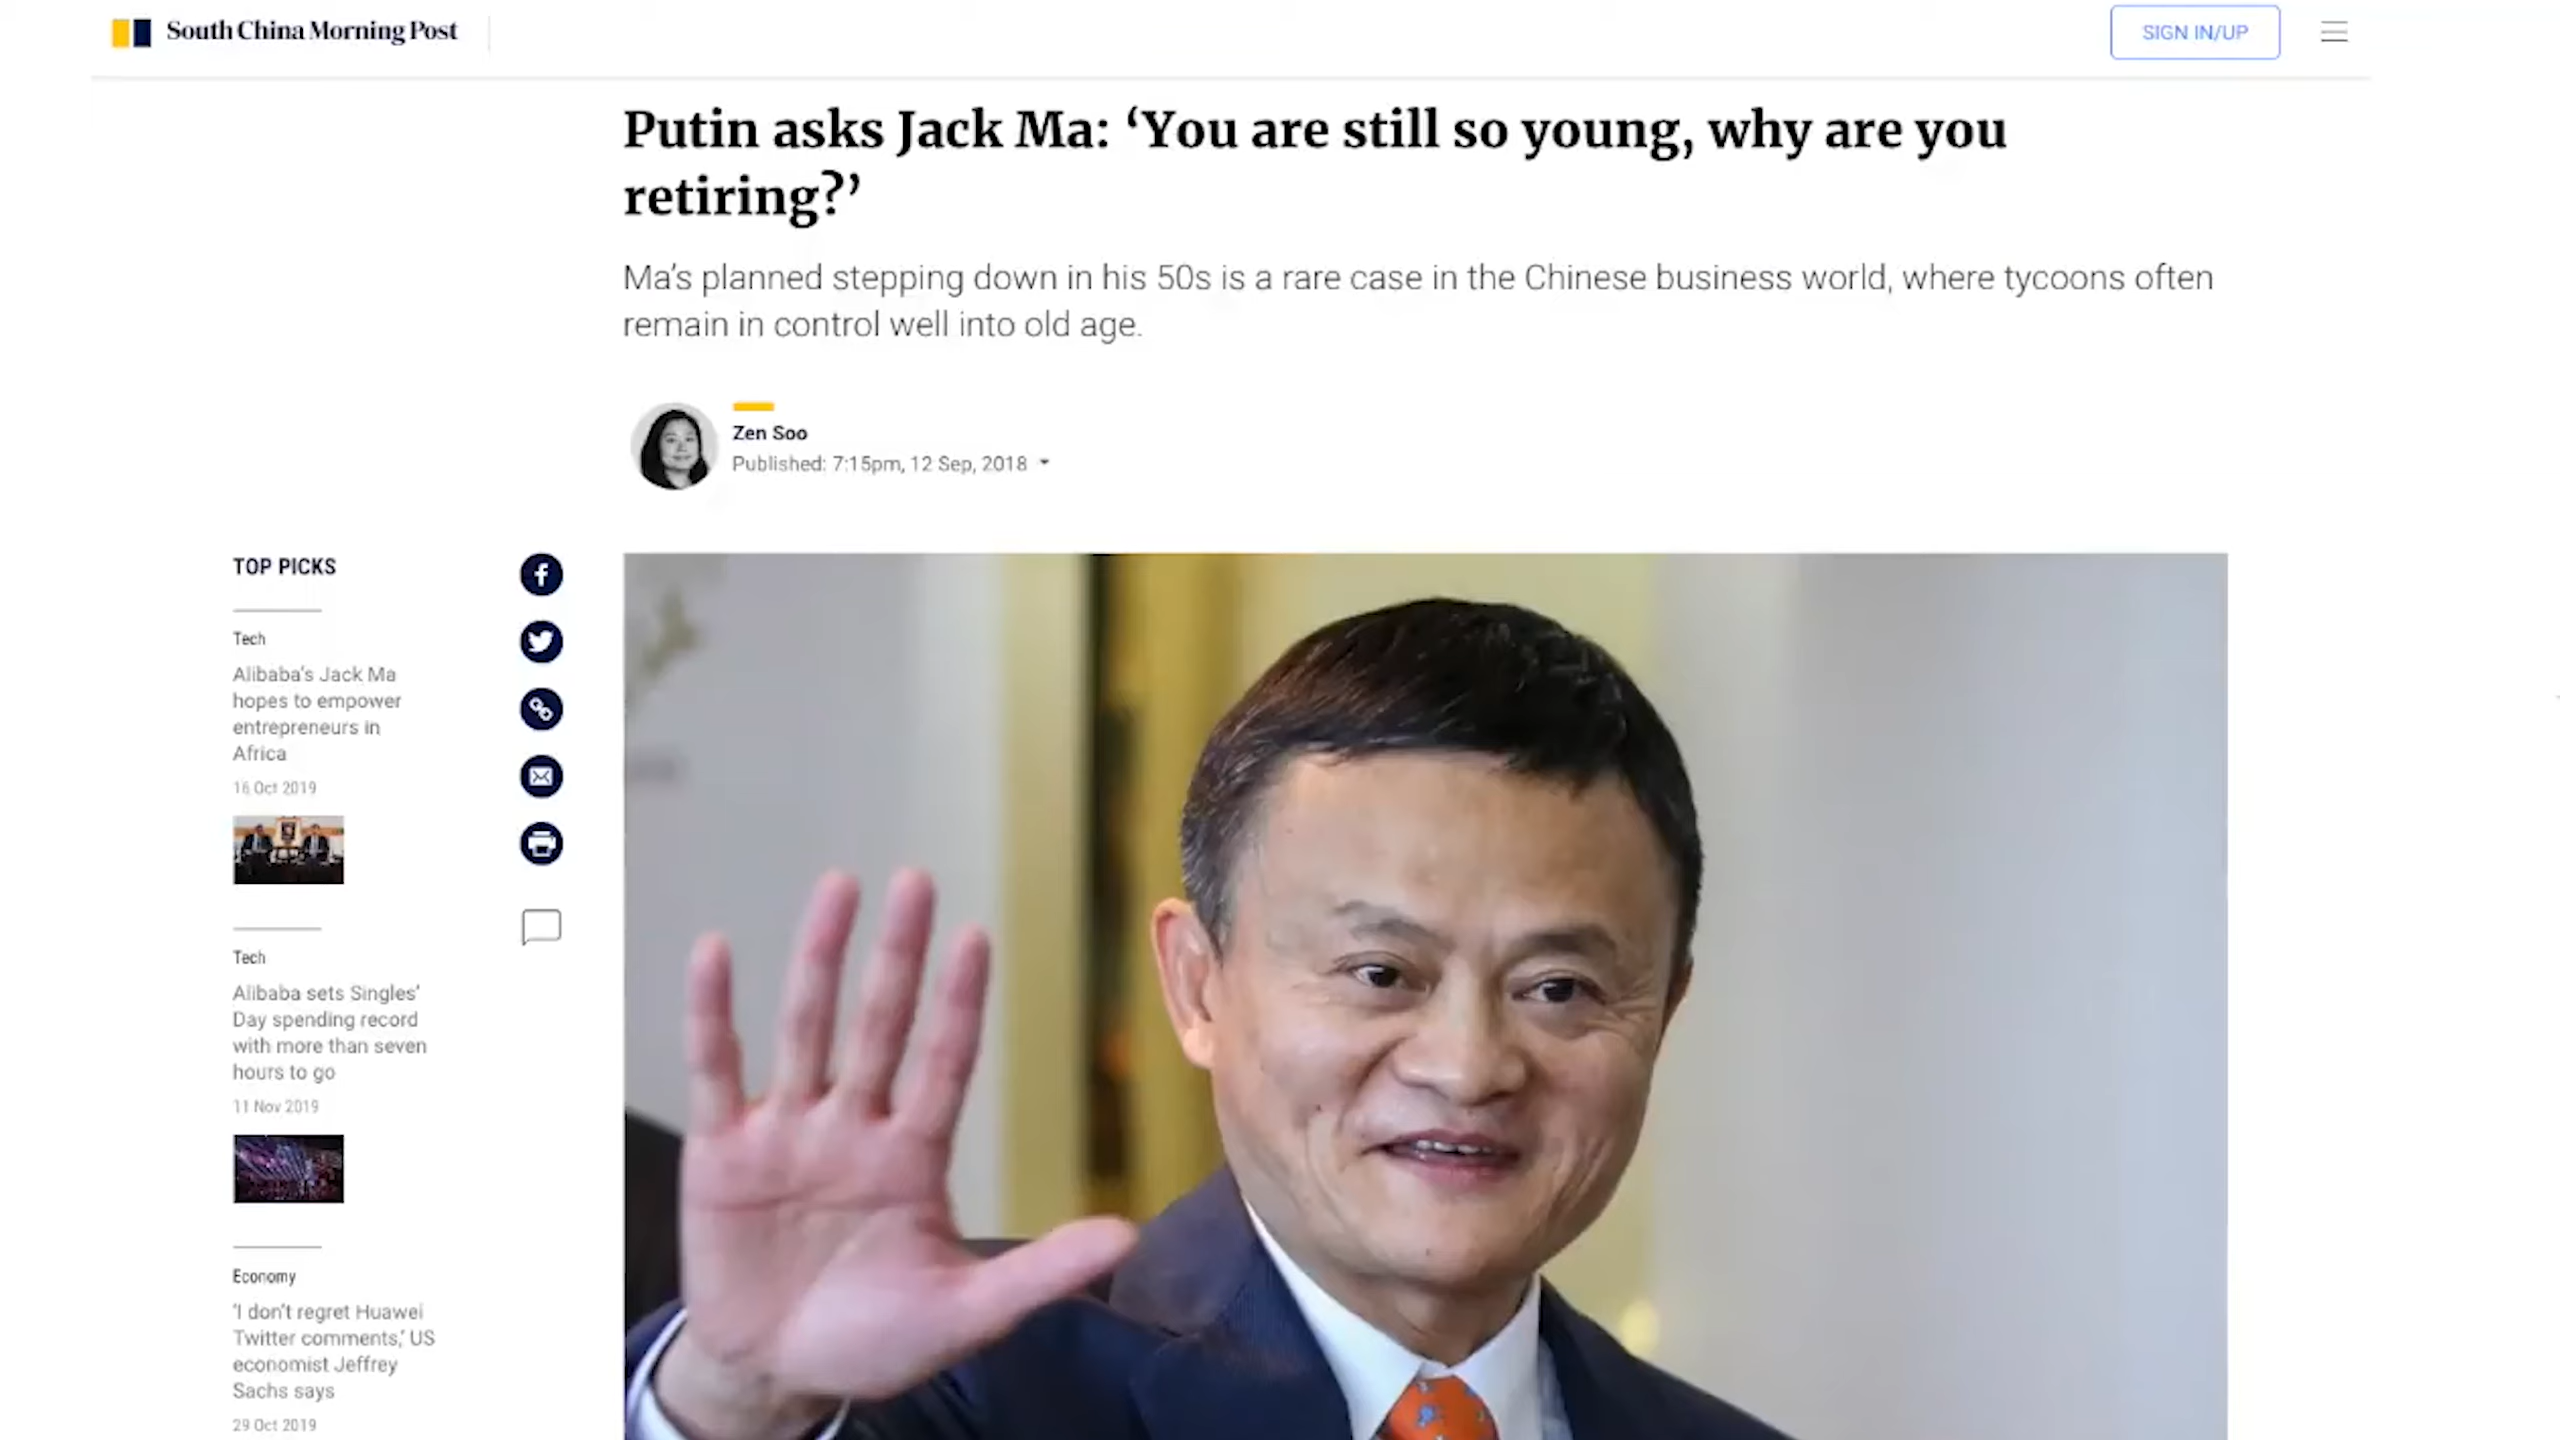 South China Morning Post
SIGN IN/UP
Putin asks Jack Ma: ‘You are still so young, why are you
retiring?’
Ma’s planned stepping down in his 50s is a rare case in the Chinese business world, where tycoons often
remain in control well into old age.
Zen Soo
Published: 7:15pm, 12 Sep, 2018
TOP PICKS
Tech
Alibaba’s Jack Ma
hopes to empower
entrepreneurs in
Africa
16 Oct 2019
Tech
Alibaba sets Singles’
Day spending record
with more than seven
hours to go
11 Nov 2019
Economy
‘I don’t regret Huawei
Twitter comments,’ US
economist Jeffrey
Sachs says
29 Oct 2019